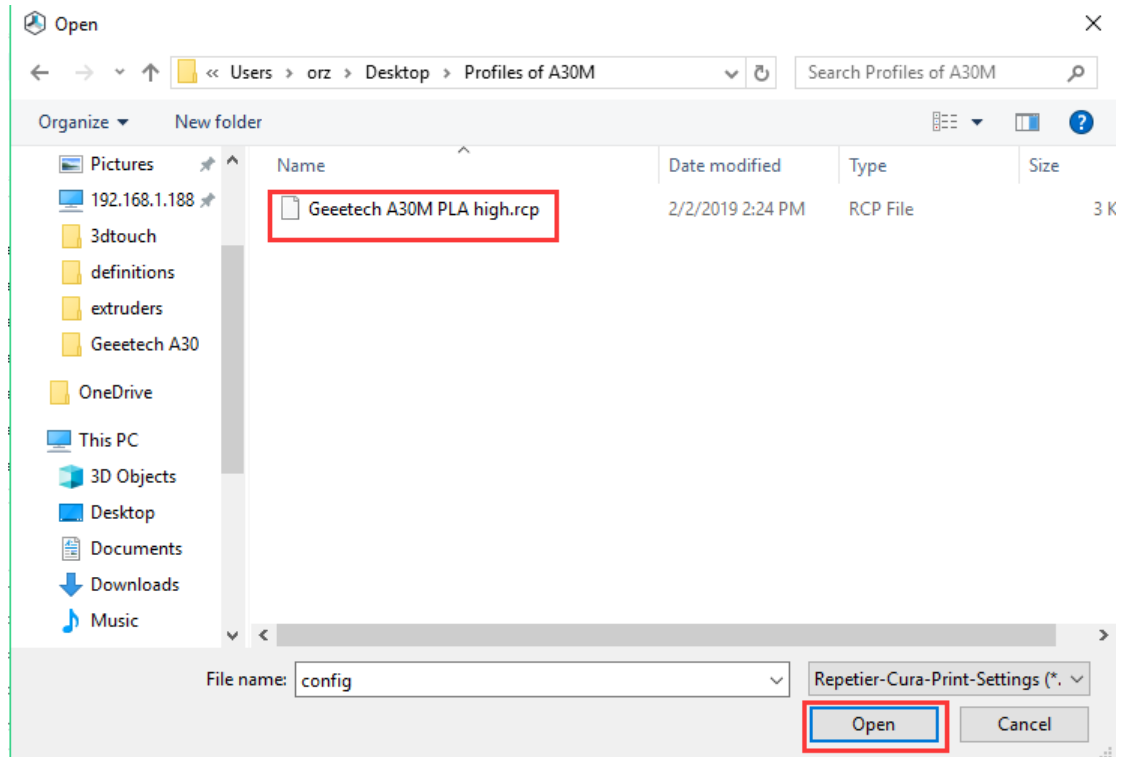 Open
« Users > orz > Desktop > Profiles of A30M
Search Profiles of A30M
Organize
New folder
?
Name
Date modified
Type
Size
Pictures
192.168.1.188
3dtouch
definitions
extruders
Geeetech A30
OneDrive
This PC
3D Objects
Desktop
Documents
Downloads
Music
Geeetech A30M PLA high.rcp
2/2/2019 2:24 PM
RCP File
3 K
File name:
config
Repetier-Cura-Print-Settings (*.
Open
Cancel